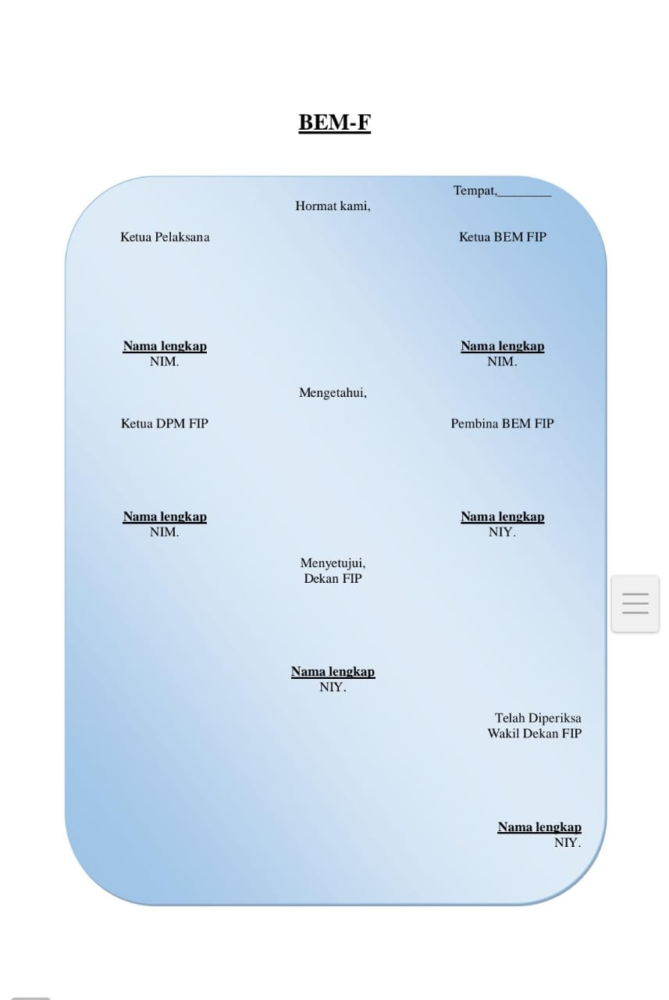 BEM-F
Tempat,_________
Hormat kami,
Ketua Pelaksana Ketua BEM FIP
Nama lengkap Nama lengkap
NIM. NIM.
Mengetahui,
Ketua DPM FIP Pembina BEM FIP
Nama lengkap Nama lengkap
NIM. NIY.
Menyetujui,
Dekan FIP
Nama lengkap
NIY.
Telah Diperiksa
Wakil Dekan FIP
Nama lengkap
NIY.